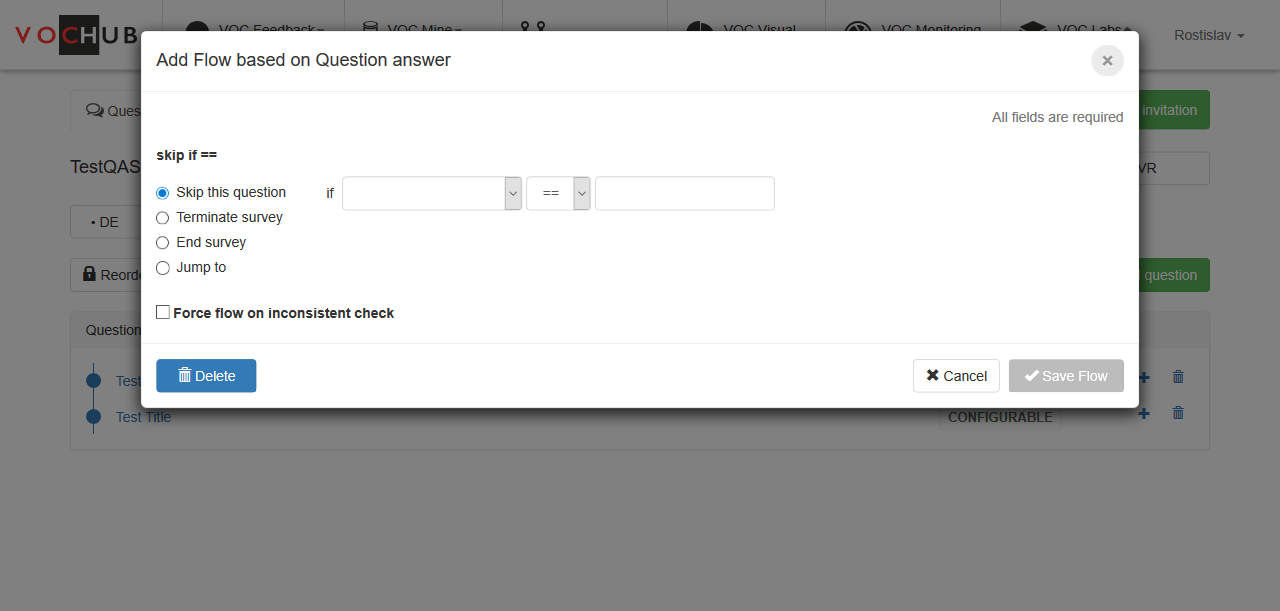 VOCHUB
VOC Feedback
VOC Mine
VOC Visual
VOC Monitoring
VOC Labs
Rostislav
Add Flow based on Question answer
All fields are required
invitation
skip if ==
TestQAS
VR
Skip this question if ==
Terminate survey
• DE
End survey
Jump to
question
Force flow on inconsistent check
Question
Delete Cancel Save Flow
Test
Test Title CONFIGURABLE